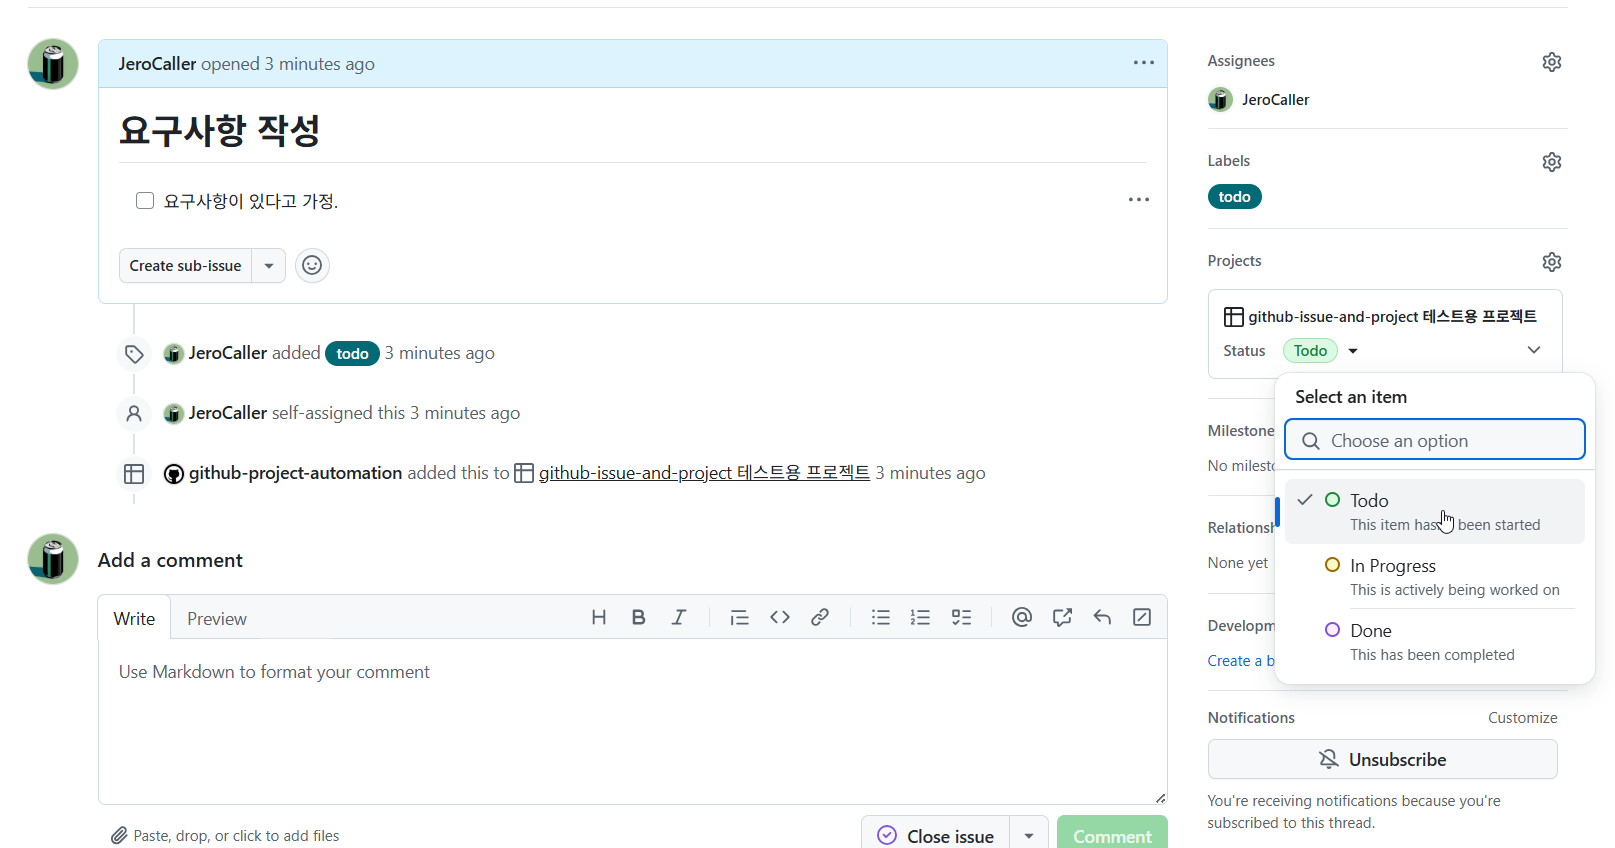 JeroCaller opened 3 minutes ago
요구사항 작성
요구사항이 있다고 가정.
Create sub-issue
JeroCaller added todo 3 minutes ago
JeroCaller self-assigned this 3 minutes ago
github-project-automation added this to github-issue-and-project 테스트용 프로젝트 3 minutes ago
Add a comment
Write Preview
Use Markdown to format your comment
Paste, drop, or click to add files
Close issue
Comment
Assignees
JeroCaller
Labels
todo
Projects
github-issue-and-project 테스트용 프로젝트
Status Todo
Select an item
Choose an option
Todo
This item has been started
In Progress
This is actively being worked on
Done
This has been completed
Milestone
No milesto
Relationsh
None yet
Developm
Create a b
Notifications Customize
Unsubscribe
You're receiving notifications because you're
subscribed to this thread.